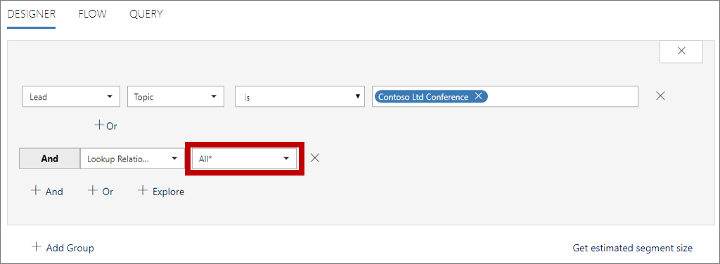 DESIGNER FLOW QUERY
Lead Topic is Contoso Ltd Conference
Or
And Lookup Relatio... All*
And Or Explore
Add Group Get estimated segment size